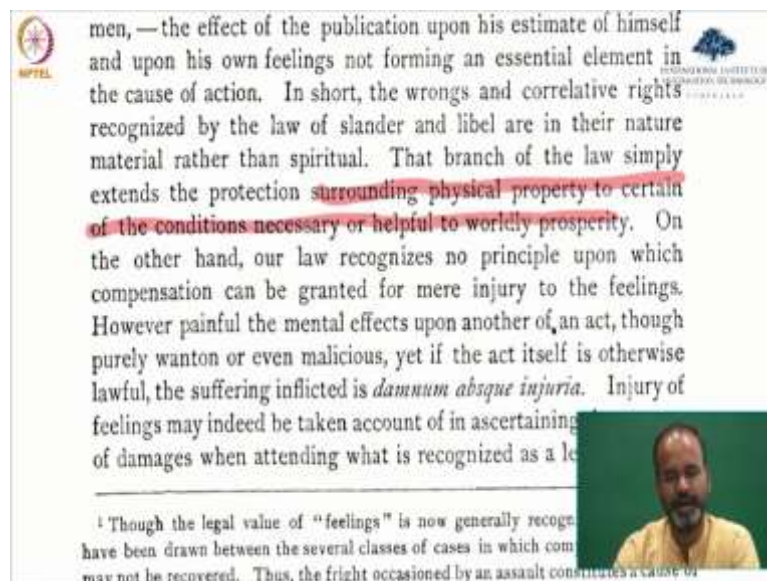 men, — the effect of the publication upon his estimate of himself
and upon his own feelings not forming an essential element in
the cause of action. In short, the wrongs and correlative rights
recognized by the law of slander and libel are in their nature
material rather than spiritual. That branch of the law simply
extends the protection surrounding physical property to certain
of the conditions necessary or helpful to worldly prosperity. On
the other hand, our law recognizes no principle upon which
compensation can be granted for mere injury to the feelings.
However painful the mental effects upon another of an act, though
purely wanton or even malicious, yet if the act itself is otherwise
lawful, the suffering inflicted is damnum absque injuria. Injury of
feelings may indeed be taken account of in ascertaining
of damages when attending what is recognized as a
1 Though the legal value of "feelings" is now generally
have been drawn between the several classes of cases in which
may not be recovered. Thus, the fright occasioned by an assault constitutes a cause of
NPTEL
INTERNATIONAL INSTITUTE OF
INFORMATION TECHNOLOGY